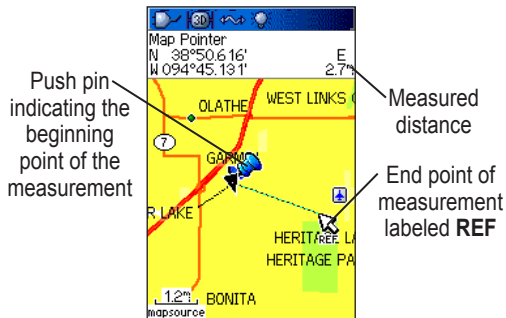 3D
Map Pointer
N 38°50.616'
E
W 094°45.131'
2.7m
Push pin
indicating the
beginning
point of the
measurement
OLATHE
WEST LINKS
7
GARMI
R LAKE
HERITAGE LA
REF
HERITAGE PA
1.2m
BONITA
mapsource
Measured
distance
End point of
measurement
labeled REF